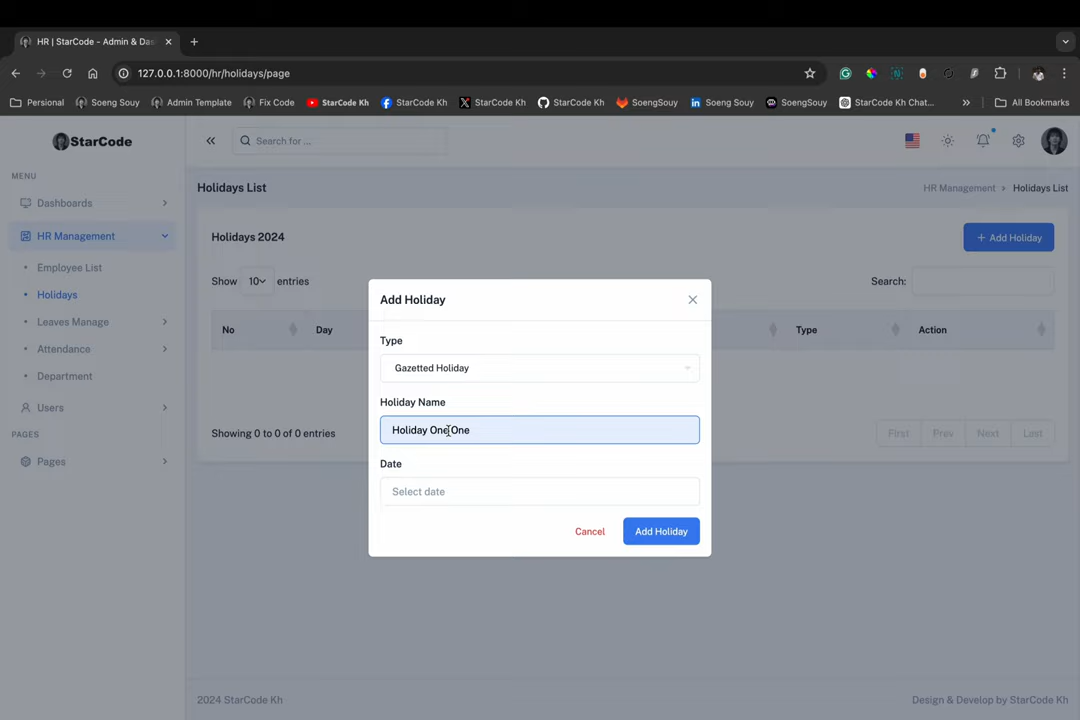 HR | StarCode - Admin & Das
127.0.0.1:8000/hr/holidays/page
Personal Soeng Souy Admin Template Fix Code StarCode Kh StarCode Kh StarCode Kh StarCode Kh SoengSouy Soeng Souy SoengSouy StarCode Kh Chat... All Bookmarks
StarCode
Search for ...
MENU
Dashboards
HR Management
Employee List
Holidays
Leaves Manage
Attendance
Department
Users
PAGES
Pages
Holidays List
HR Management Holidays List
Holidays 2024
+ Add Holiday
Show 10 entries
Search:
No Day Type Action
Showing 0 to 0 of 0 entries
First Prev Next Last
Add Holiday
Type
Gazetted Holiday
Holiday Name
Holiday One One
Date
Select date
Cancel Add Holiday
2024 StarCode Kh
Design & Develop by StarCode Kh